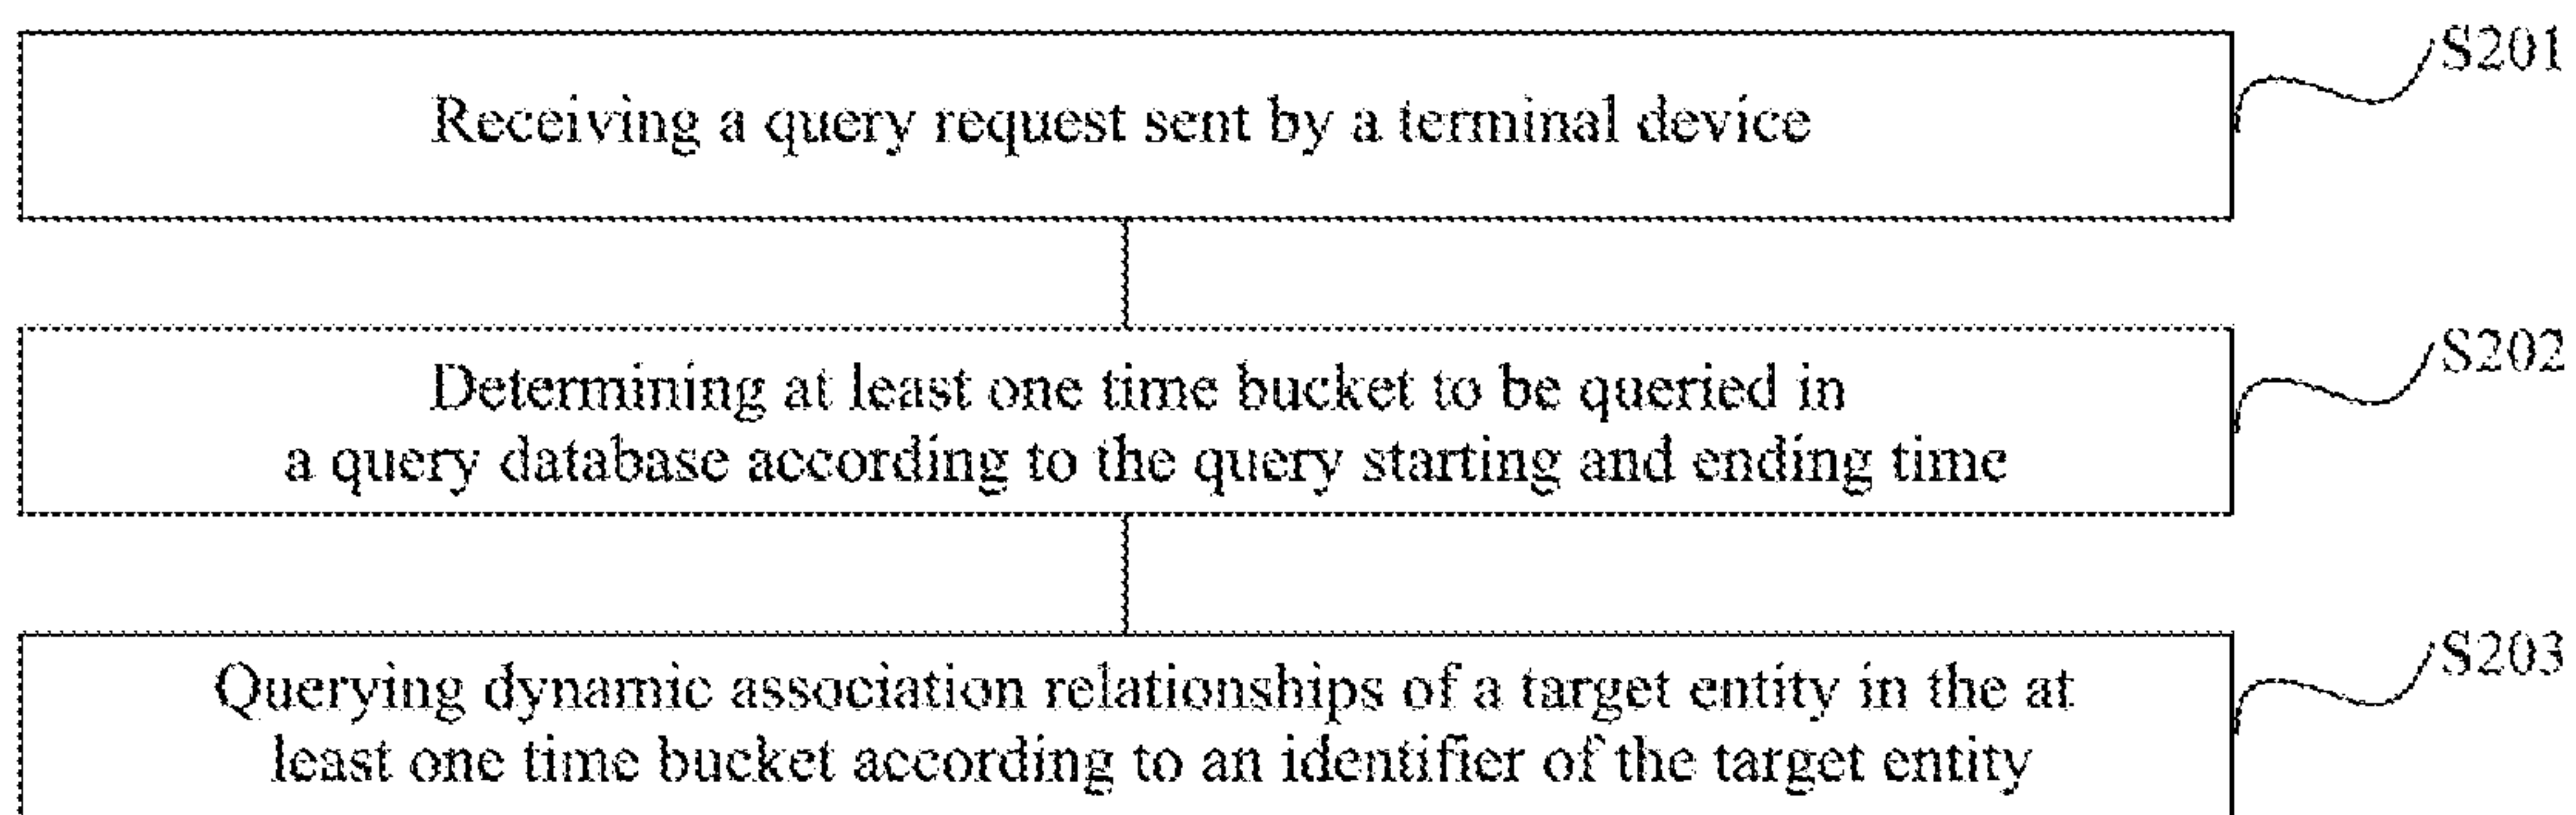 S201
Receiving a query request sent by a terminal device
S202
Determining at least one time bucket to be queried in
a query database according to the query starting and ending time
S203
Querying dynamic association relationships of a target entity in the at
least one time bucket according to an identifier of the target entity